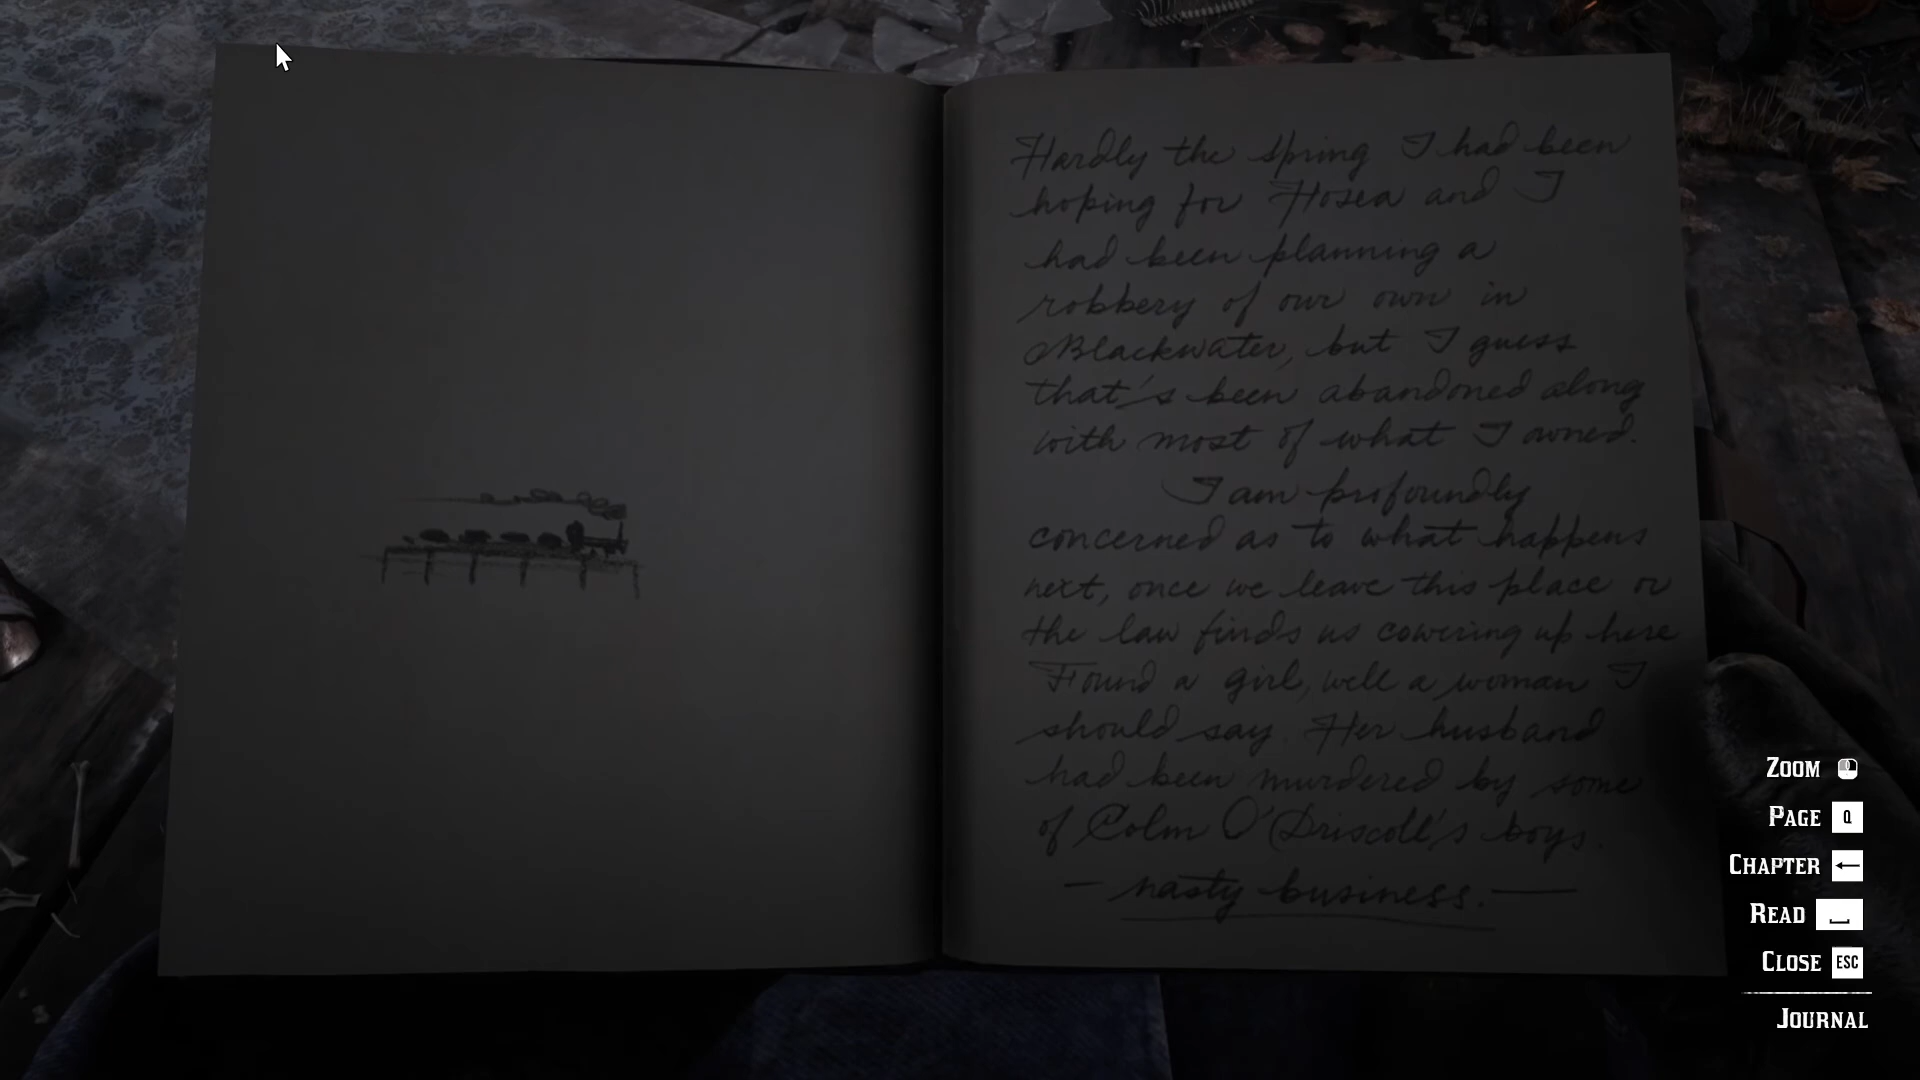 Hardly the spring I had been
hoping for Hosea and I
had been planning a
robbery of our own in
Blackwater, but I guess
that's been abandoned along
with most of what I owned.
I am profoundly
concerned as to what happens
next, once we leave this place or
the law finds us cowering up here
Found a girl, well a woman I
should say. Her husband
had been murdered by some
of Colm O'Driscoll's boys.
— nasty business. —
ZOOM
PAGE Q
CHAPTER ←
READ
CLOSE ESC
JOURNAL